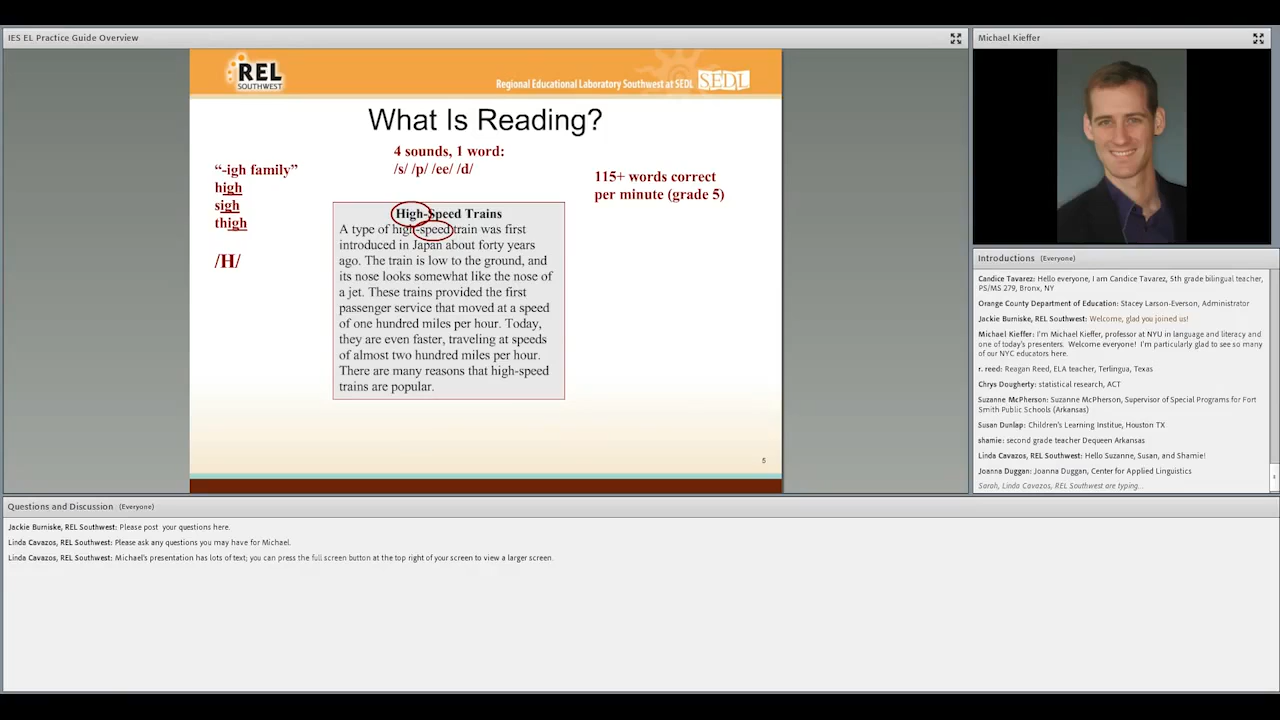 IES EL Practice Guide Overview
REL
SOUTHWEST
Regional Educational Laboratory Southwest at SEDL
SEDL
What Is Reading?
4 sounds, 1 word:
/s/ /p/ /ee/ /d/
“-igh family”
high
sigh
thigh
/H/
115+ words correct
per minute (grade 5)
High-Speed Trains
A type of high-speed train was first
introduced in Japan about forty years
ago. The train is low to the ground, and
its nose looks somewhat like the nose of
a jet. These trains provided the first
passenger service that moved at a speed
of one hundred miles per hour. Today,
they are even faster, traveling at speeds
of almost two hundred miles per hour.
There are many reasons that high-speed
trains are popular.
5
Michael Kieffer
Introductions (Everyone)
Candice Tavarez: Hello everyone, I am Candice Tavarez, 5th grade bilingual teacher,
PS/MS 279, Bronx, NY
Orange County Department of Education: Stacey Larson-Everson, Administrator
Jackie Burniske, REL Southwest: Welcome, glad you joined us!
Michael Kieffer: I'm Michael Kieffer, professor at NYU in language and literacy and
one of today's presenters. Welcome everyone! I'm particularly glad to see so many
of our NYC educators here.
r. reed: Reagan Reed, ELA teacher, Terlingua, Texas
Chrys Dougherty: statistical research, ACT
Suzanne McPherson: Suzanne McPherson, Supervisor of Special Programs for Fort
Smith Public Schools (Arkansas)
Susan Dunlap: Children's Learning Institue, Houston TX
shamie: second grade teacher Dequeen Arkansas
Linda Cavazos, REL Southwest: Hello Suzanne, Susan, and Shamie!
Joanna Duggan: Joanna Duggan, Center for Applied Linguistics
Sarah, Linda Cavazos, REL Southwest are typing...
Questions and Discussion (Everyone)
Jackie Burniske, REL Southwest: Please post your questions here.
Linda Cavazos, REL Southwest: Please ask any questions you may have for Michael.
Linda Cavazos, REL Southwest: Michael's presentation has lots of text; you can press the full screen button at the top right of your screen to view a larger screen.